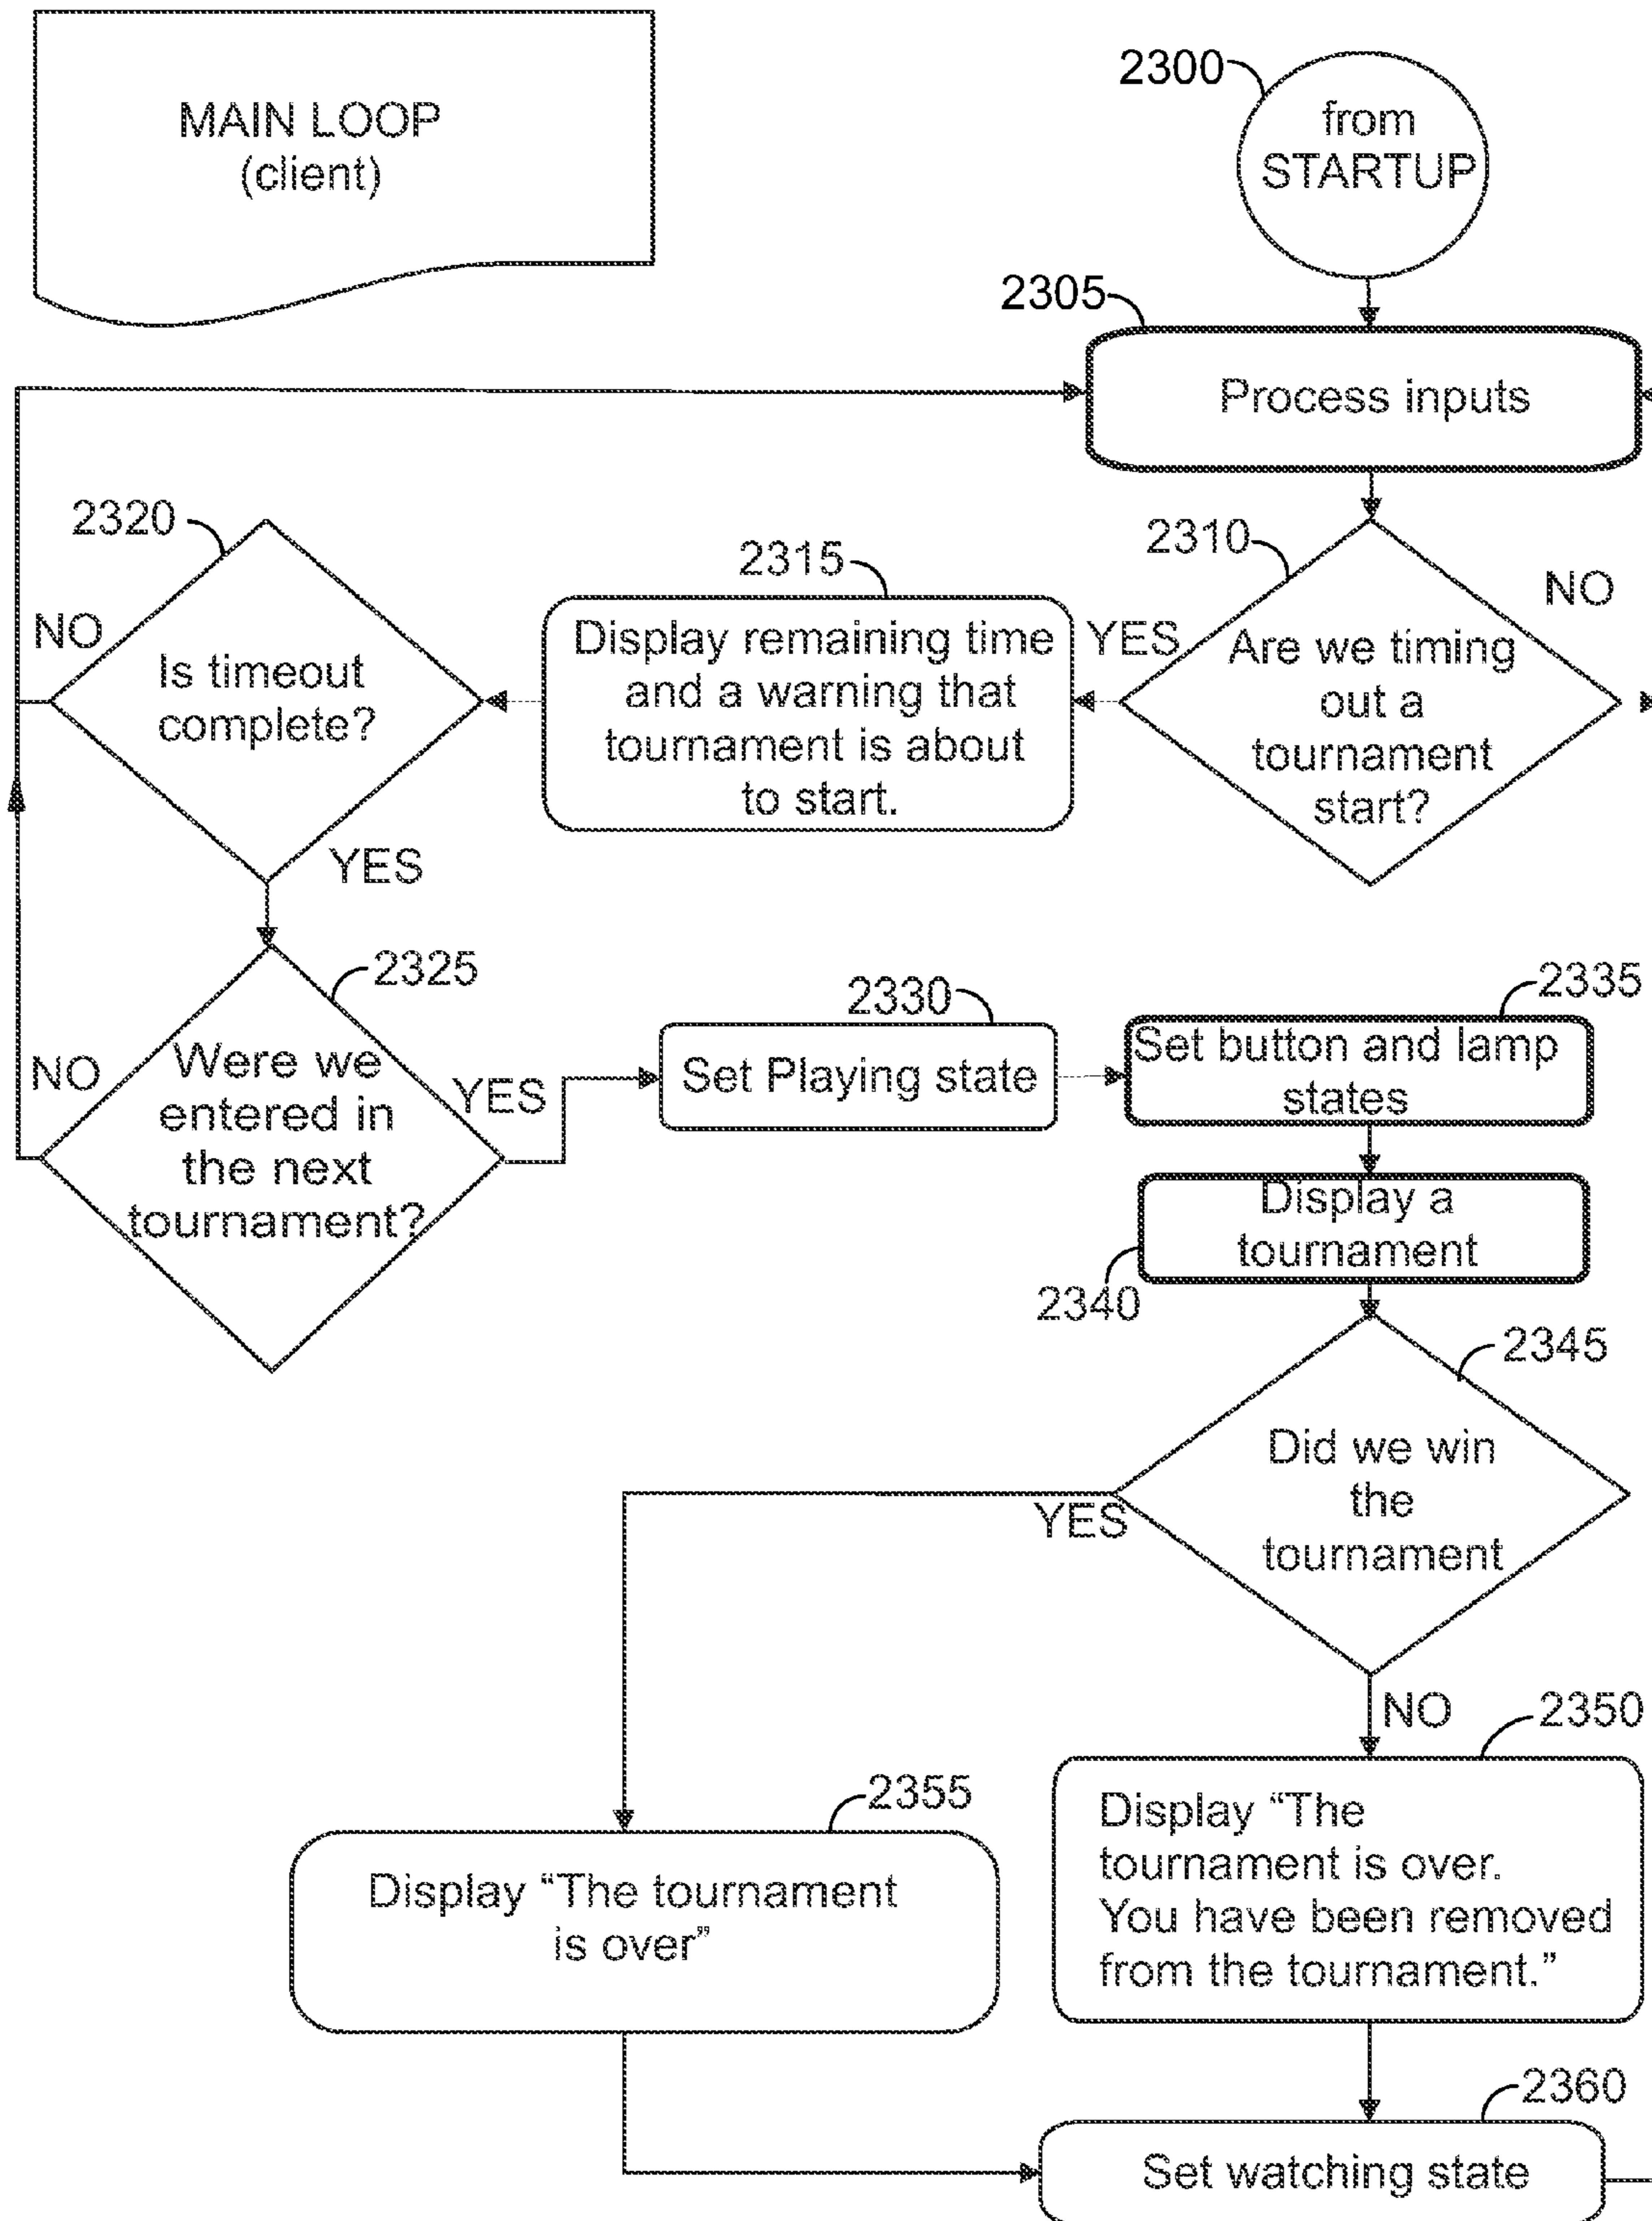 MAIN LOOP
(client)
2300
from
STARTUP
2305
Process inputs
2310
Are we timing
out a
tournament
start?
NO
YES
2315
Display remaining time
and a warning that
tournament is about
to start.
2320
Is timeout
complete?
NO
YES
2325
Were we
entered in
the next
tournament?
NO
YES
2330
Set Playing state
2335
Set button and lamp
states
2340
Display a
tournament
2345
Did we win
the
tournament
YES
NO
2350
Display “The
tournament is over.
You have been removed
from the tournament.”
2355
Display “The tournament
is over”
2360
Set watching state